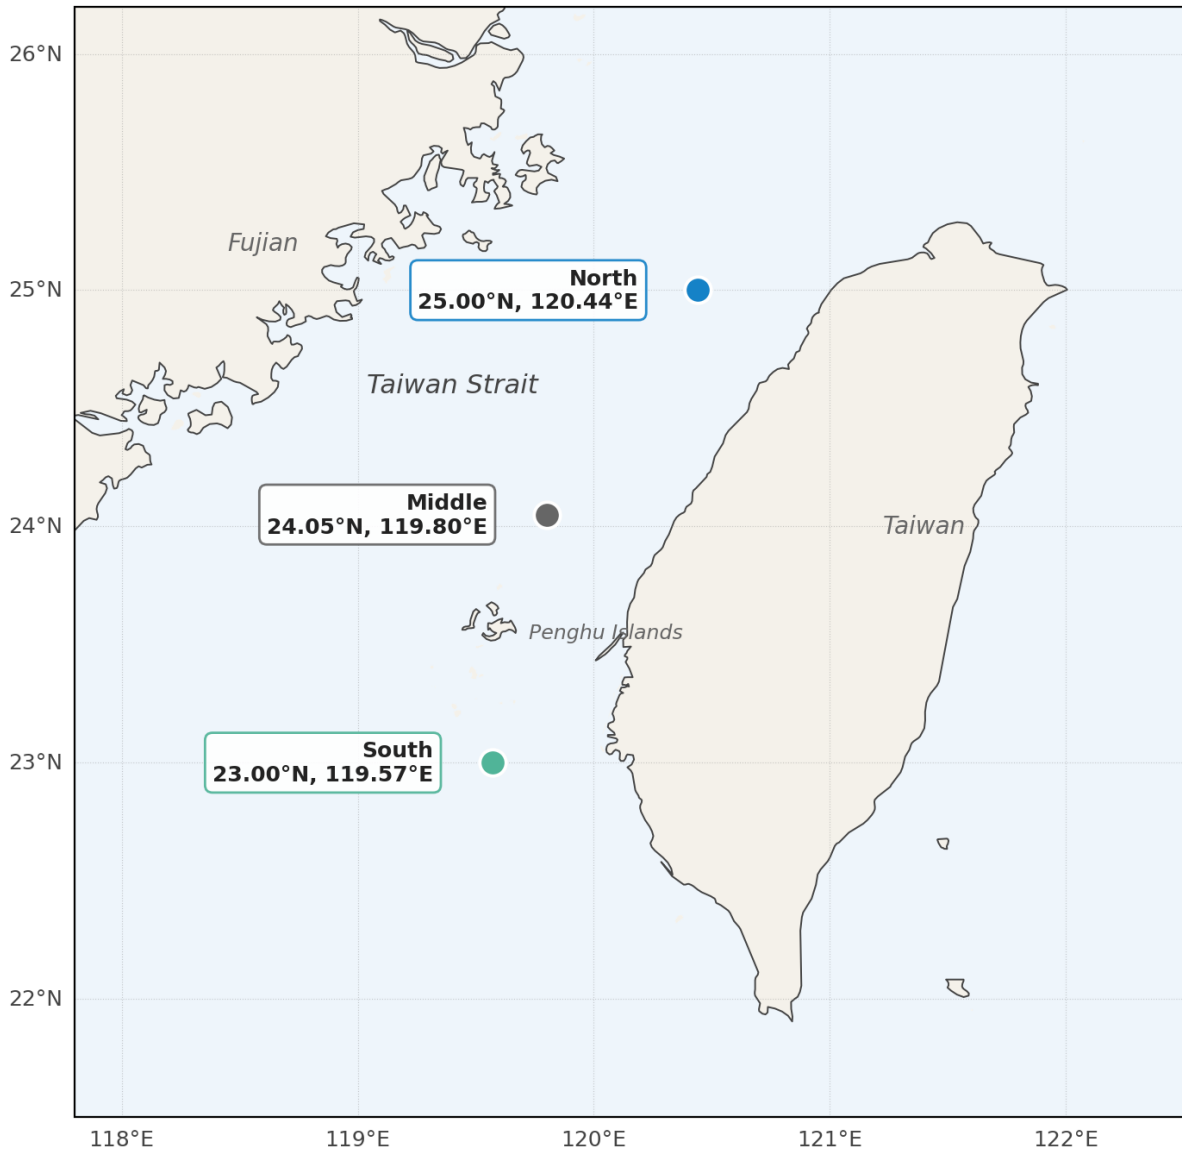 26°N
Fujian
North
25.00°N, 120.44°E
25°N
Taiwan Strait
Middle
24.05°N, 119.80°E
24°N
Taiwan
Penghu Islands
South
23.00°N, 119.57°E
23°N
22°N
118°E
119°E
120°E
121°E
122°E